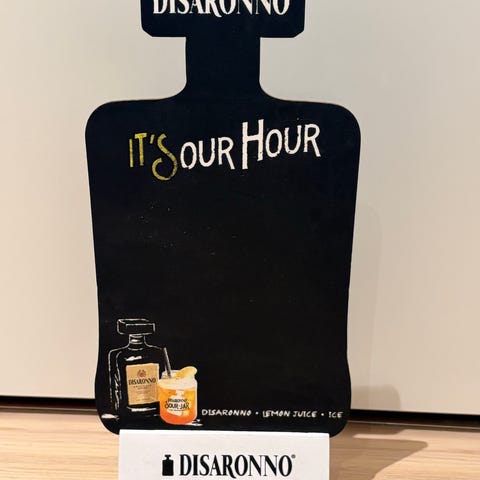 DISARONNO
IT'SOUR HOUR
DISARONNO
SOUR JAR
DISARONNO • LEMON JUICE • ICE
DISARONNO®